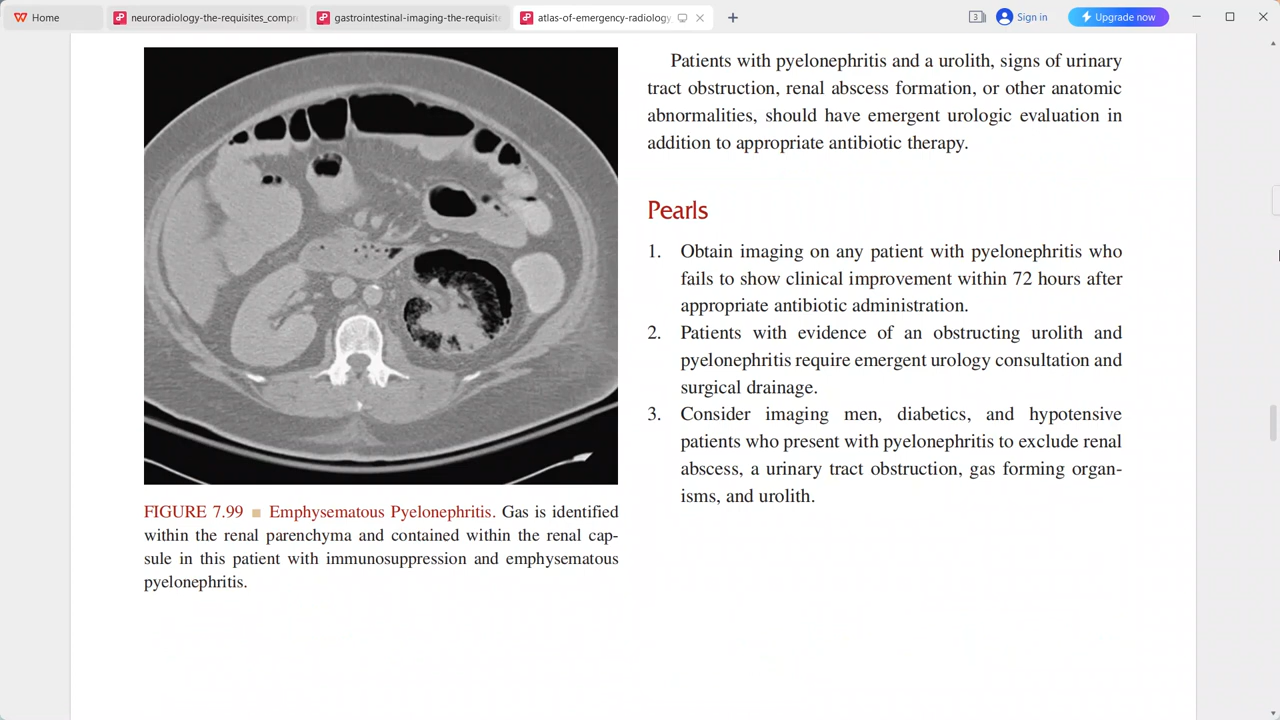 Home
neuroradiology-the-requisites_compr
gastrointestinal-imaging-the-requisite
atlas-of-emergency-radiology
3
Sign in
Upgrade now
Patients with pyelonephritis and a urolith, signs of urinary
tract obstruction, renal abscess formation, or other anatomic
abnormalities, should have emergent urologic evaluation in
addition to appropriate antibiotic therapy.
Pearls
1. Obtain imaging on any patient with pyelonephritis who
fails to show clinical improvement within 72 hours after
appropriate antibiotic administration.
2. Patients with evidence of an obstructing urolith and
pyelonephritis require emergent urology consultation and
surgical drainage.
3. Consider imaging men, diabetics, and hypotensive
patients who present with pyelonephritis to exclude renal
abscess, a urinary tract obstruction, gas forming organ-
isms, and urolith.
FIGURE 7.99 ■ Emphysematous Pyelonephritis. Gas is identified
within the renal parenchyma and contained within the renal cap-
sule in this patient with immunosuppression and emphysematous
pyelonephritis.